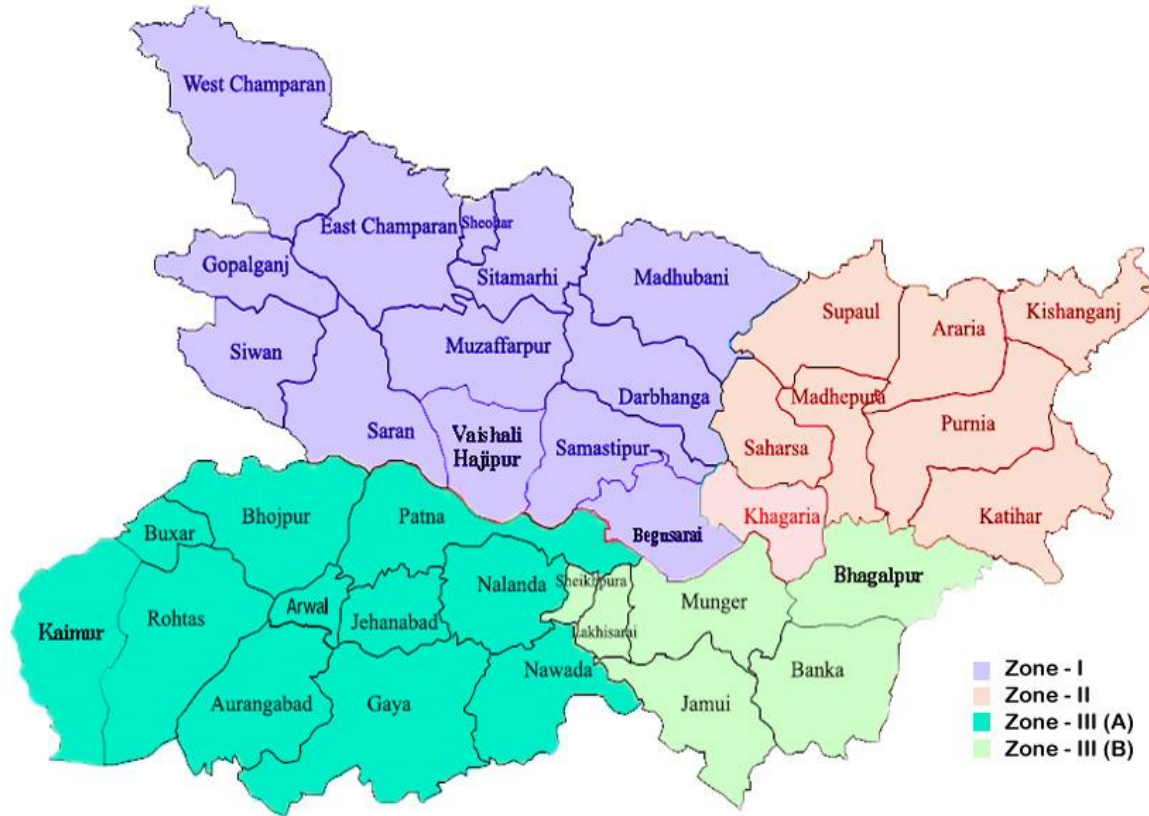 West Champaran
East Champaran
Sheohar
Sitamarhi
Gopalganj
Madhubani
Siwan
Muzaffarpur
Darbhanga
Saran
Vaishali
Hajipur
Samastipur
Begusarai
Supaul
Araria
Kishanganj
Madhepura
Saharsa
Purnia
Khagaria
Katihar
Buxar
Bhojpur
Patna
Nalanda
Sheikhpura
Munger
Bhagalpur
Kaimur
Rohtas
Arwal
Jehanabad
Lakhisarai
Aurangabad
Gaya
Nawada
Jamui
Banka
Zone - I
Zone - II
Zone - III (A)
Zone - III (B)